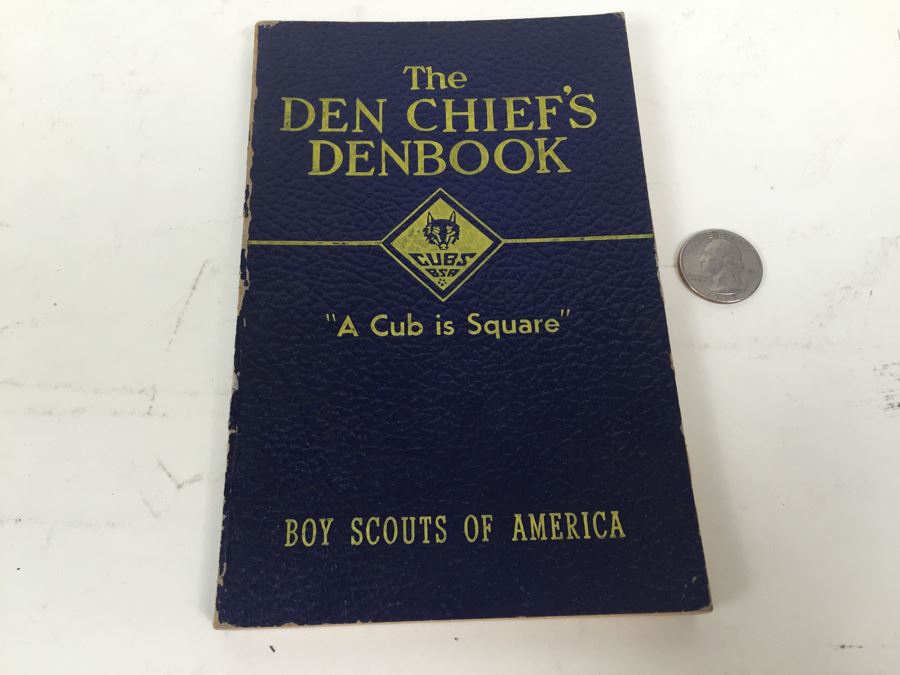 The
DEN CHIEF'S
DENBOOK
CUBS
BSA
"A Cub is Square"
BOY SCOUTS OF AMERICA